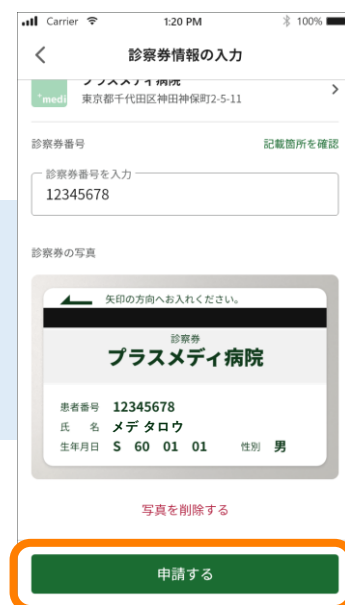 Carrier 1:20 PM 100%
診察券情報の入力
プラスメディ病院
+medi
東京都千代田区神田神保町2-5-11
診察券番号 記載箇所を確認
診察券番号を入力
12345678
診察券の写真
矢印の方向へお入れください。
診察券
プラスメディ病院
患者番号 12345678
氏 名 メデ タロウ
生年月日 S 60 01 01 性別 男
写真を削除する
申請する